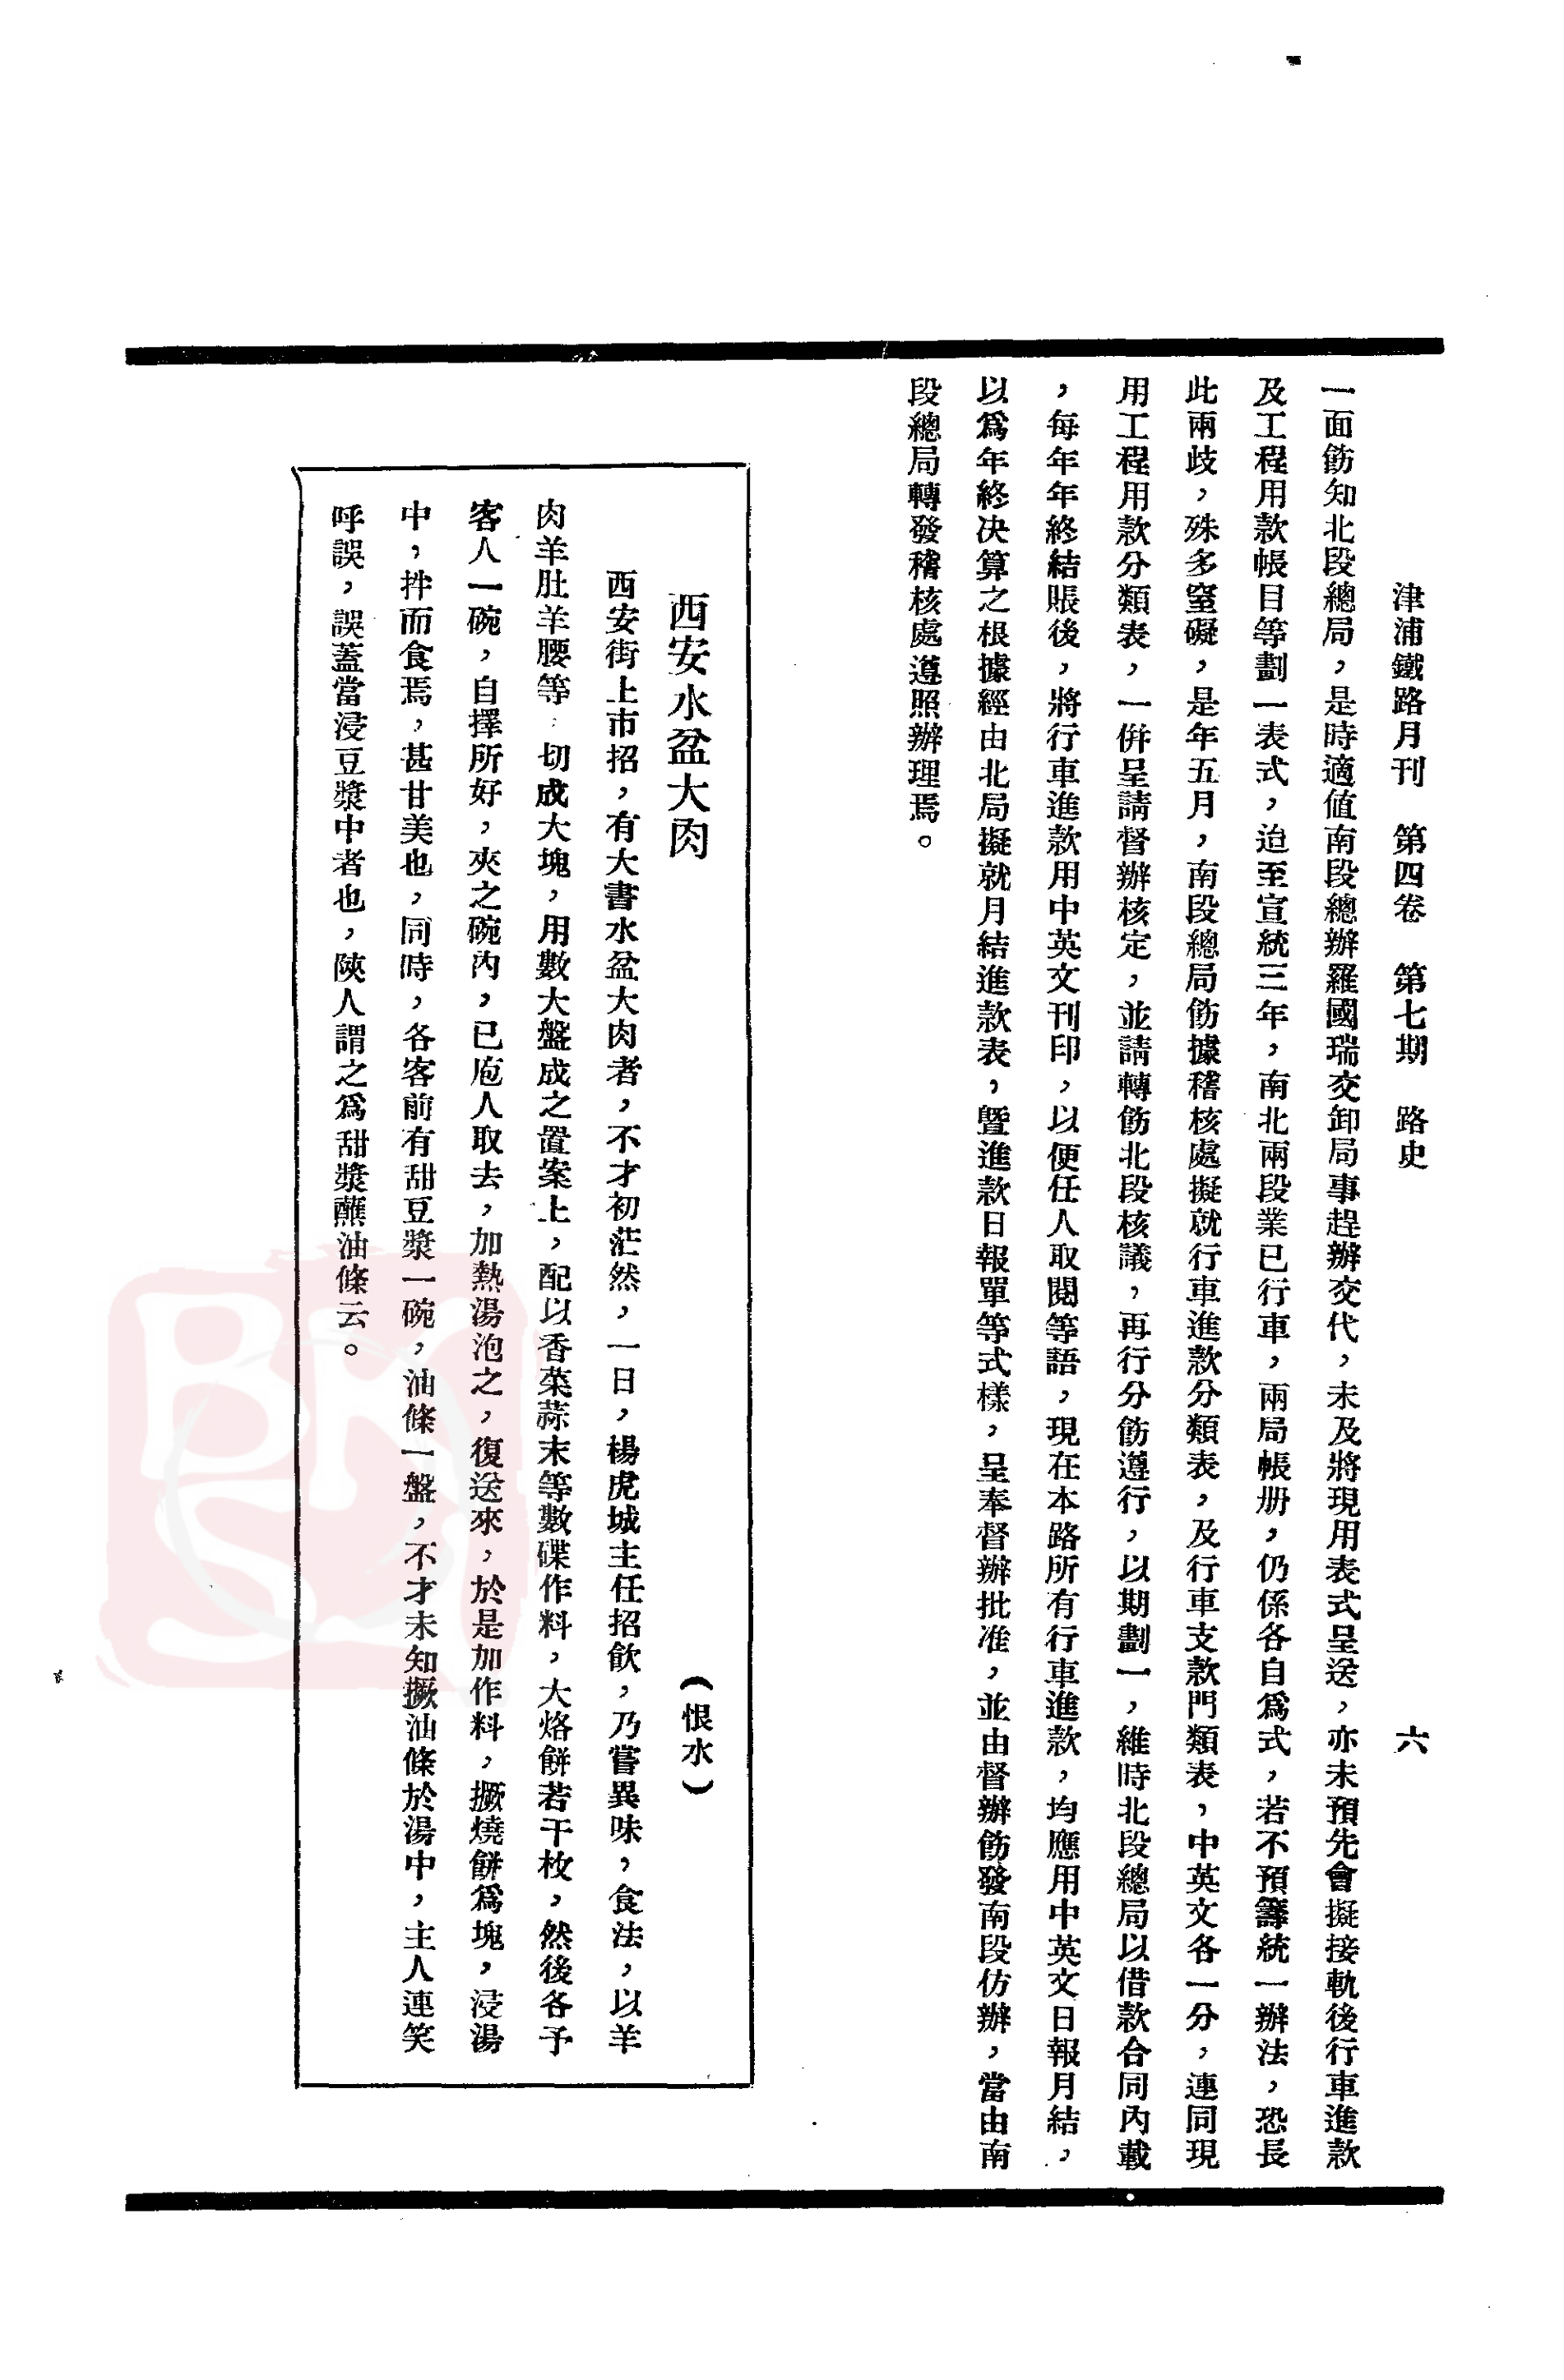 津浦鐵路月刊　第四卷　第七期　路史　六
一面飭知北段總局，是時適值南段總辦羅國瑞交卸局事趕辦交代，未及將現用表式呈送，亦未預先會擬接軌後行車進款
及工程用款帳目等劃一表式，迨至宣統三年，南北兩段業已行車，兩局帳册，仍係各自爲式，若不預籌統一辦法，恐長
此兩歧，殊多窒礙，是年五月，南段總局飭據稽核處擬就行車進款分類表，及行車支款門類表，中英文各一分，連同現
用工程用款分類表，一併呈請督辦核定，並請轉飭北段核議，再行分飭遵行，以期劃一，維時北段總局以借款合同內載
，每年年終結賬後，將行車進款用中英文刊印，以便任人取閱等語，現在本路所有行車進款，均應用中英文日報月結，
以爲年終決算之根據經由北局擬就月結進款表，暨進款日報單等式樣，呈奉督辦批准，並由督辦飭發南段仿辦，當由南
段總局轉發稽核處遵照辦理焉。
西安水盆大肉　（恨水）
西安街上市招，有大書水盆大肉者，不才初茫然，一日，楊虎城主任招飲，乃嘗異味，食法，以羊
肉羊肚羊腰等，切成大塊，用數大盤成之置案上，配以香菜蒜末等數碟作料，大烙餅若干枚，然後各予
客人一碗，自擇所好，夾之碗內，已庖人取去，加熱湯泡之，復送來，於是加作料，撅燒餅爲塊，浸湯
中，拌而食焉，甚甘美也，同時，各客前有甜豆漿一碗，油條一盤，不才未知撅油條於湯中，主人連笑
呼誤，誤蓋當浸豆漿中者也，陝人謂之爲甜漿蘸油條云。